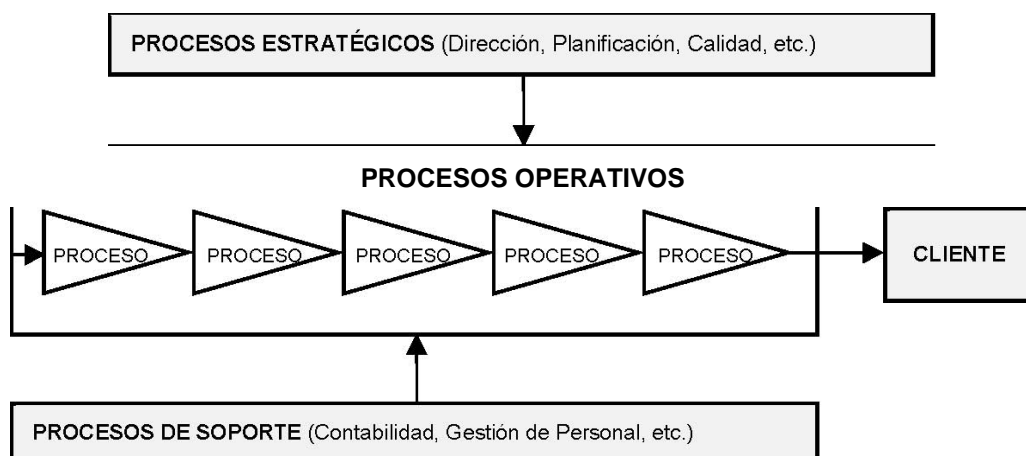 PROCESOS ESTRATÉGICOS (Dirección, Planificación, Calidad, etc.)
PROCESOS OPERATIVOS
PROCESO
PROCESO
PROCESO
PROCESO
PROCESO
CLIENTE
PROCESOS DE SOPORTE (Contabilidad, Gestión de Personal, etc.)